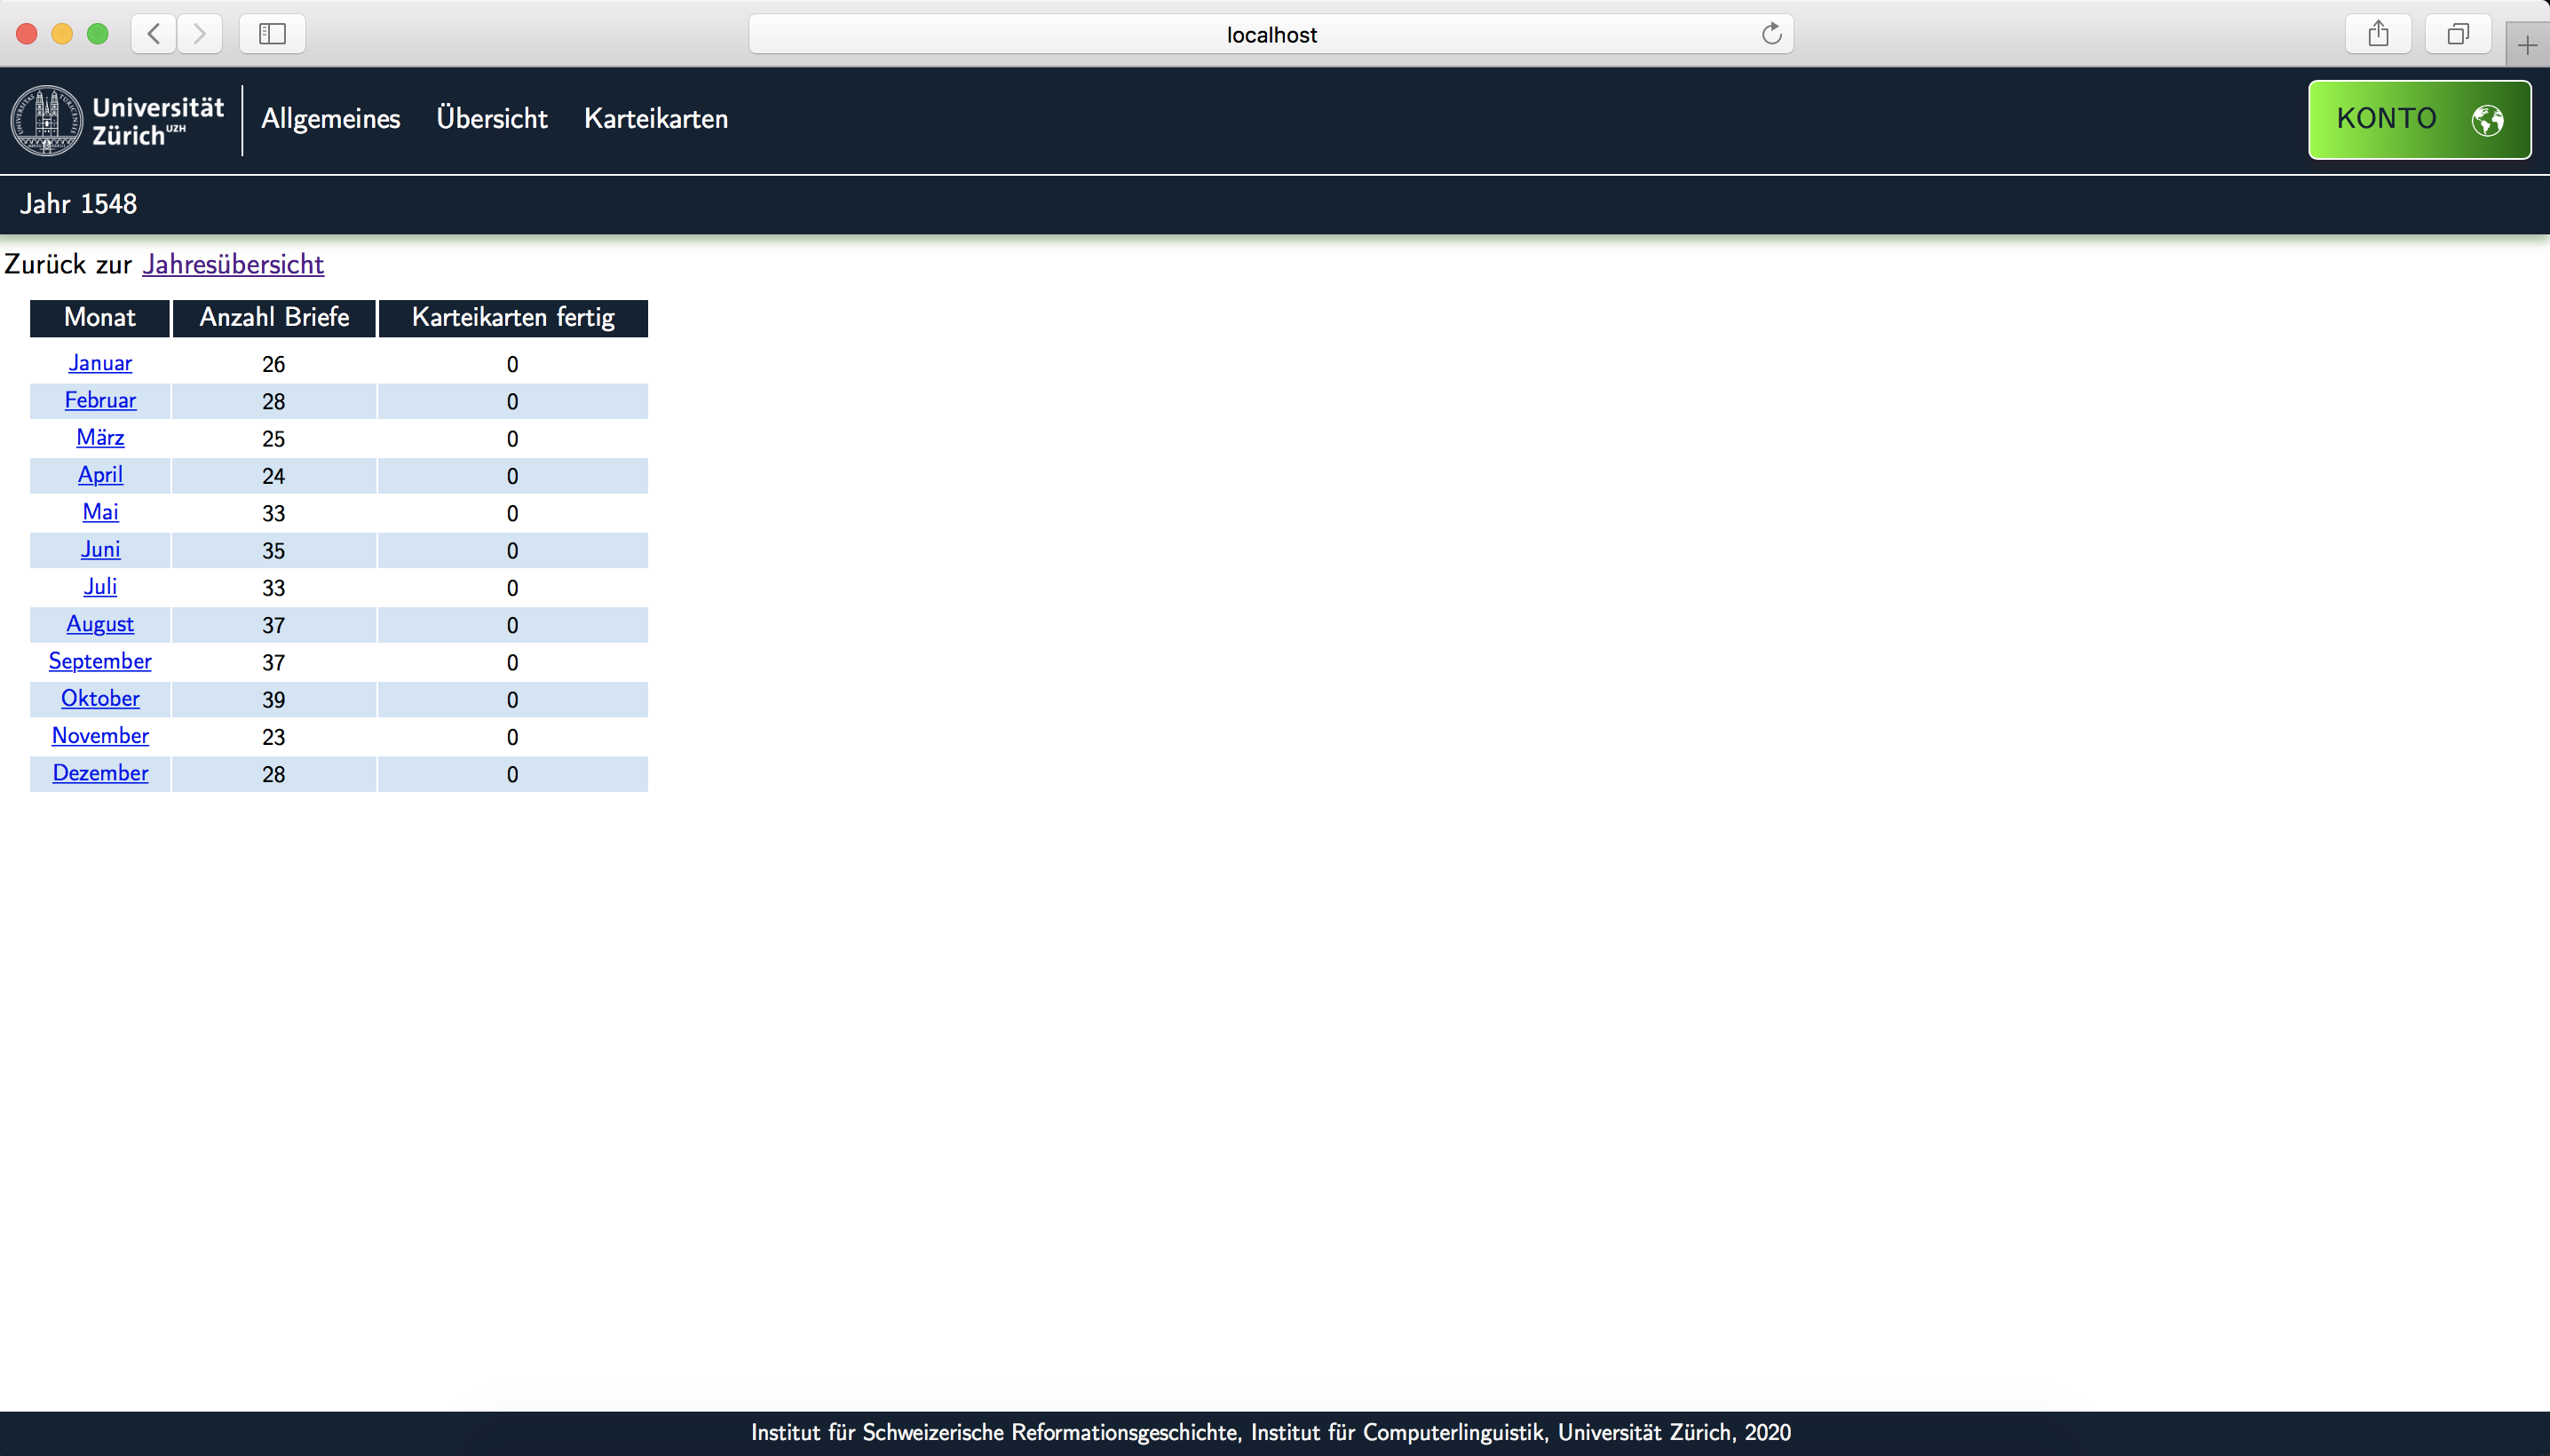 localhost
Universität
Zürich UZH
Allgemeines Übersicht Karteikarten
KONTO
Jahr 1548
Zurück zur Jahresübersicht
Monat Anzahl Briefe Karteikarten fertig
Januar 26 0
Februar 28 0
März 25 0
April 24 0
Mai 33 0
Juni 35 0
Juli 33 0
August 37 0
September 37 0
Oktober 39 0
November 23 0
Dezember 28 0
Institut für Schweizerische Reformationsgeschichte, Institut für Computerlinguistik, Universität Zürich, 2020